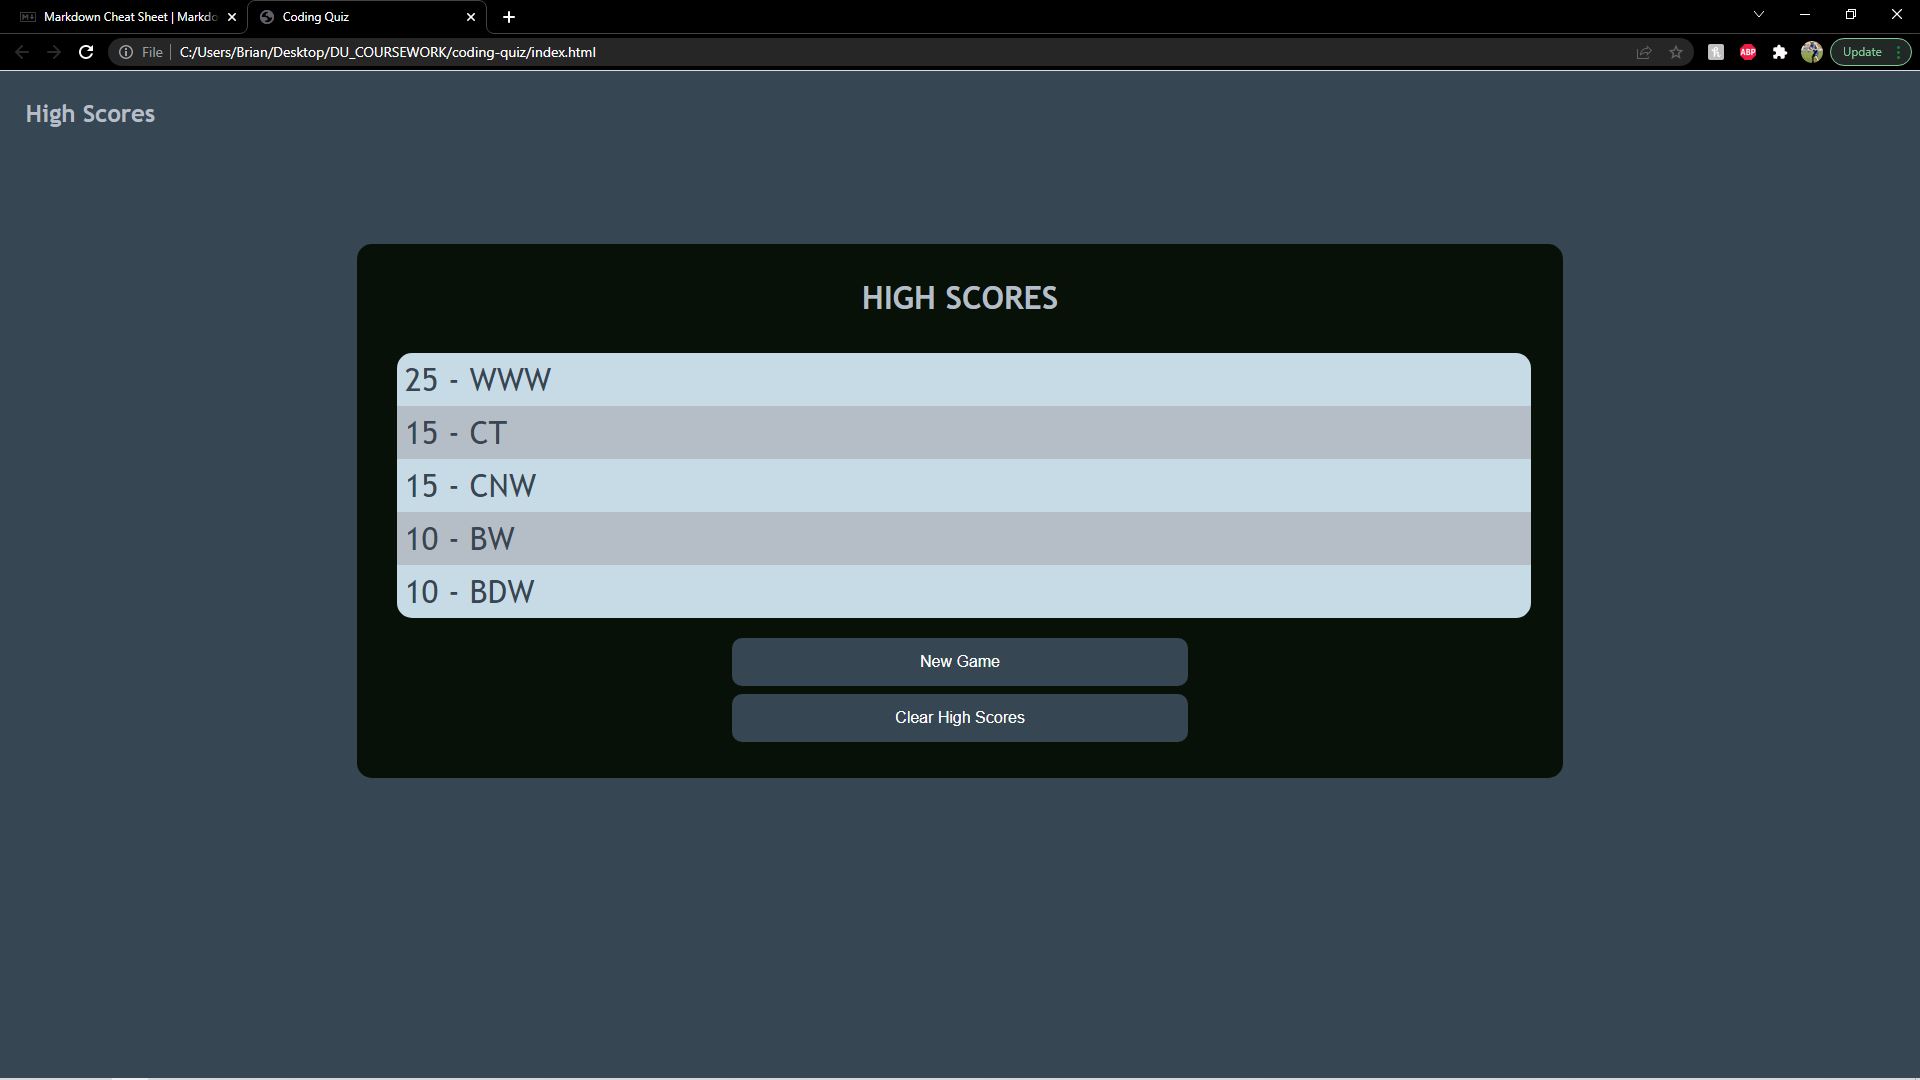 Markdown Cheat Sheet | Markdo
Coding Quiz
File
C:/Users/Brian/Desktop/DU_COURSEWORK/coding-quiz/index.html
ABP
Update
High Scores
HIGH SCORES
25 - WWW
15 - CT
15 - CNW
10 - BW
10 - BDW
New Game
Clear High Scores